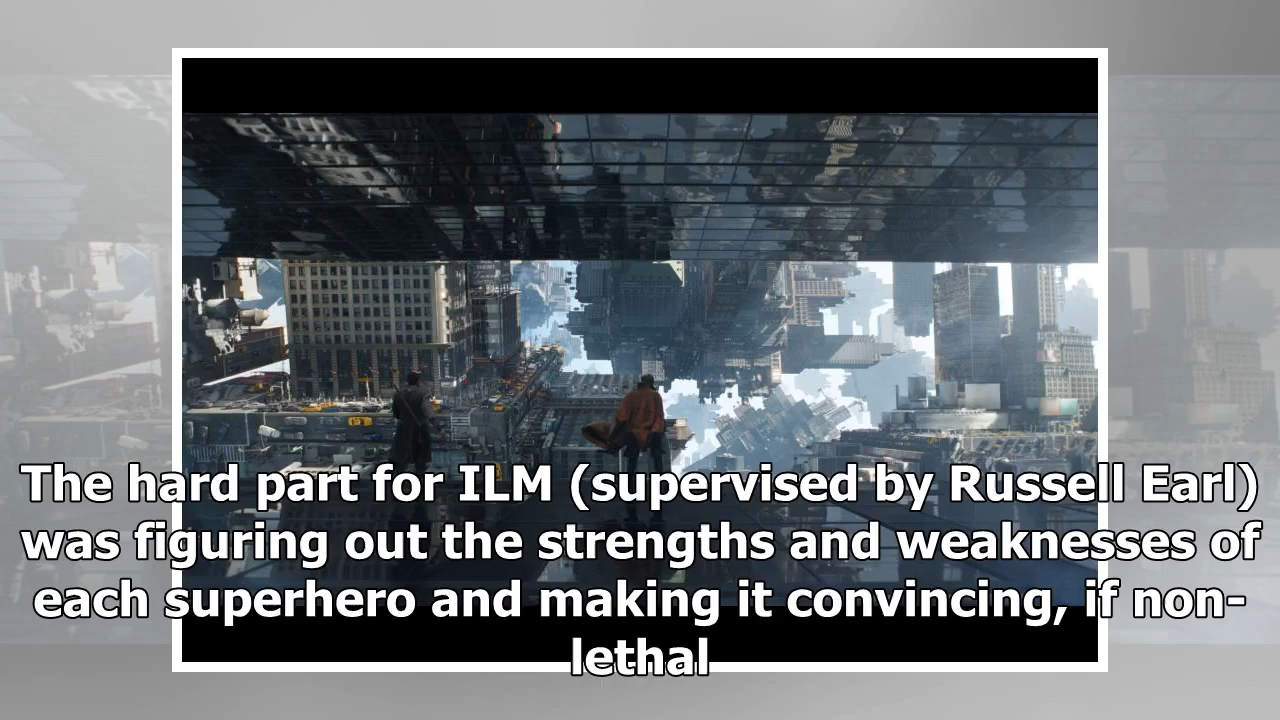 The hard part for ILM (supervised by Russell Earl)
was figuring out the strengths and weaknesses of
each superhero and making it convincing, if non-
lethal